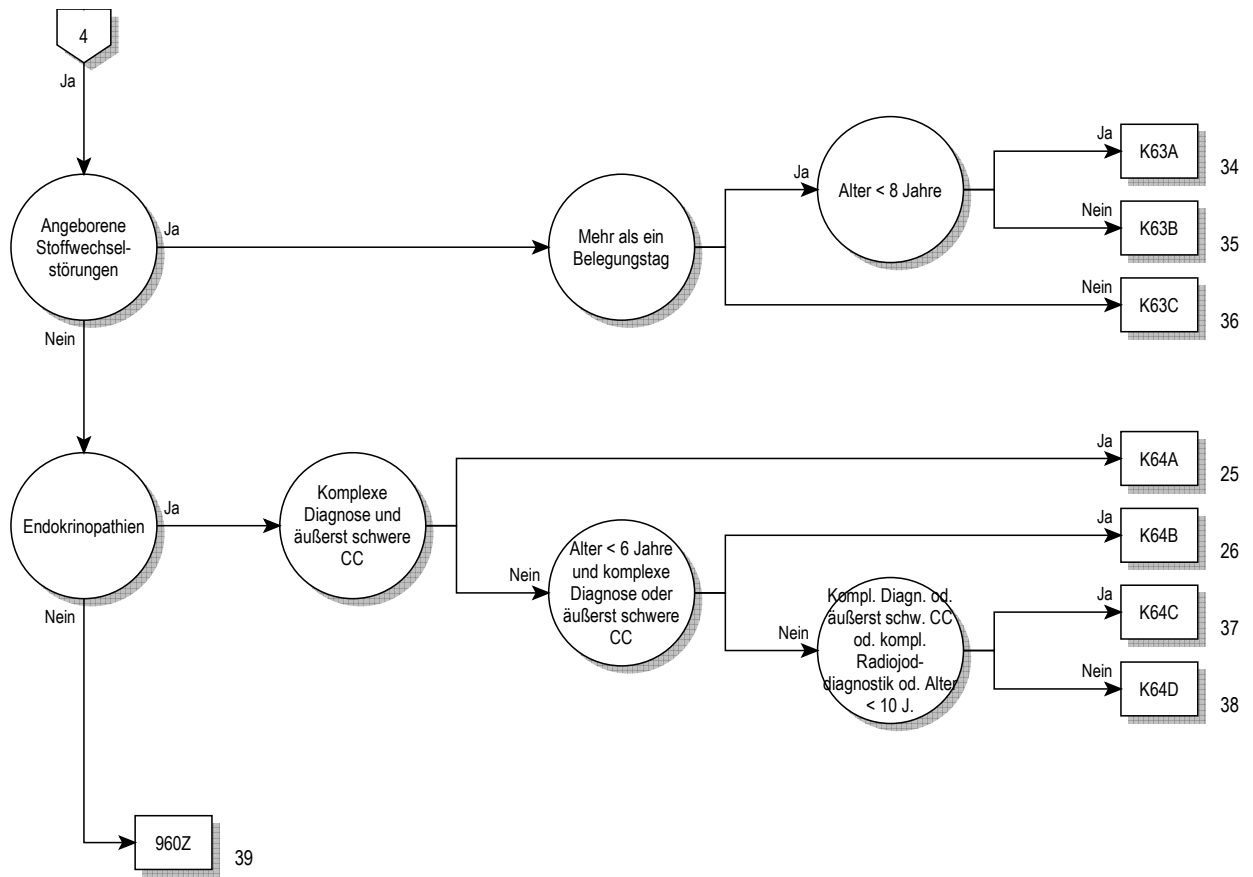 4
Ja
Angeborene
Stoffwechsel-
störungen
Ja
Mehr als ein
Belegungstag
Ja
Alter < 8 Jahre
Ja
K63A
34
Nein
K63B
35
Nein
K63C
36
Nein
Endokrinopathien
Ja
Komplexe
Diagnose und
äußerst schwere
CC
Ja
K64A
25
Nein
Alter < 6 Jahre
und komplexe
Diagnose oder
äußerst schwere
CC
Ja
K64B
26
Nein
Kompl. Diagn. od.
äußerst schw. CC
od. kompl.
Radiojod-
diagnostik od. Alter
< 10 J.
Ja
K64C
37
Nein
K64D
38
Nein
960Z
39